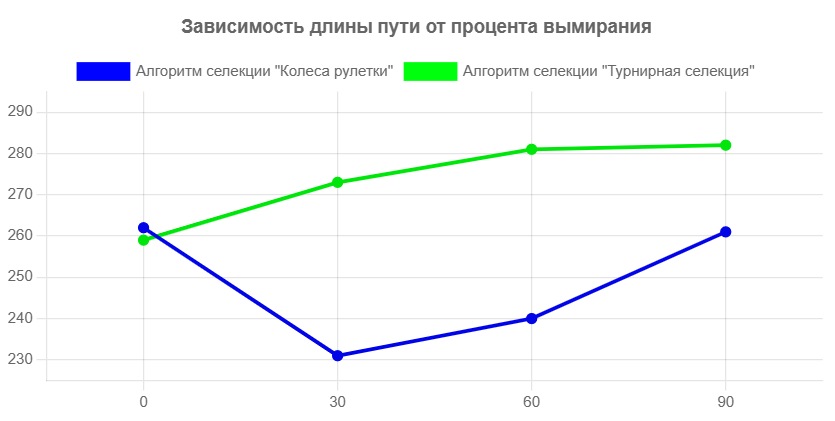 Зависимость длины пути от процента вымирания
Алгоритм селекции "Колеса рулетки" Алгоритм селекции "Турнирная селекция"
290
280
270
260
250
240
230
0 30 60 90